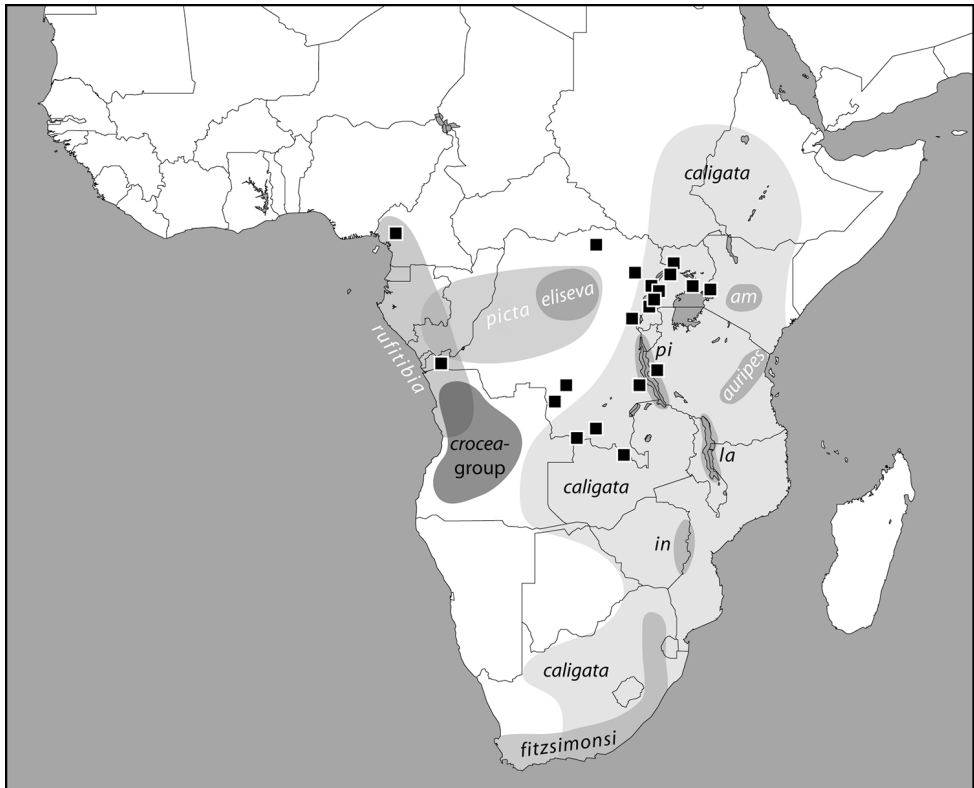 caligata
eliseva
picta
am
rufitibia
pi
auripes
crocea-
group
la
caligata
in
caligata
fitzsimonsi